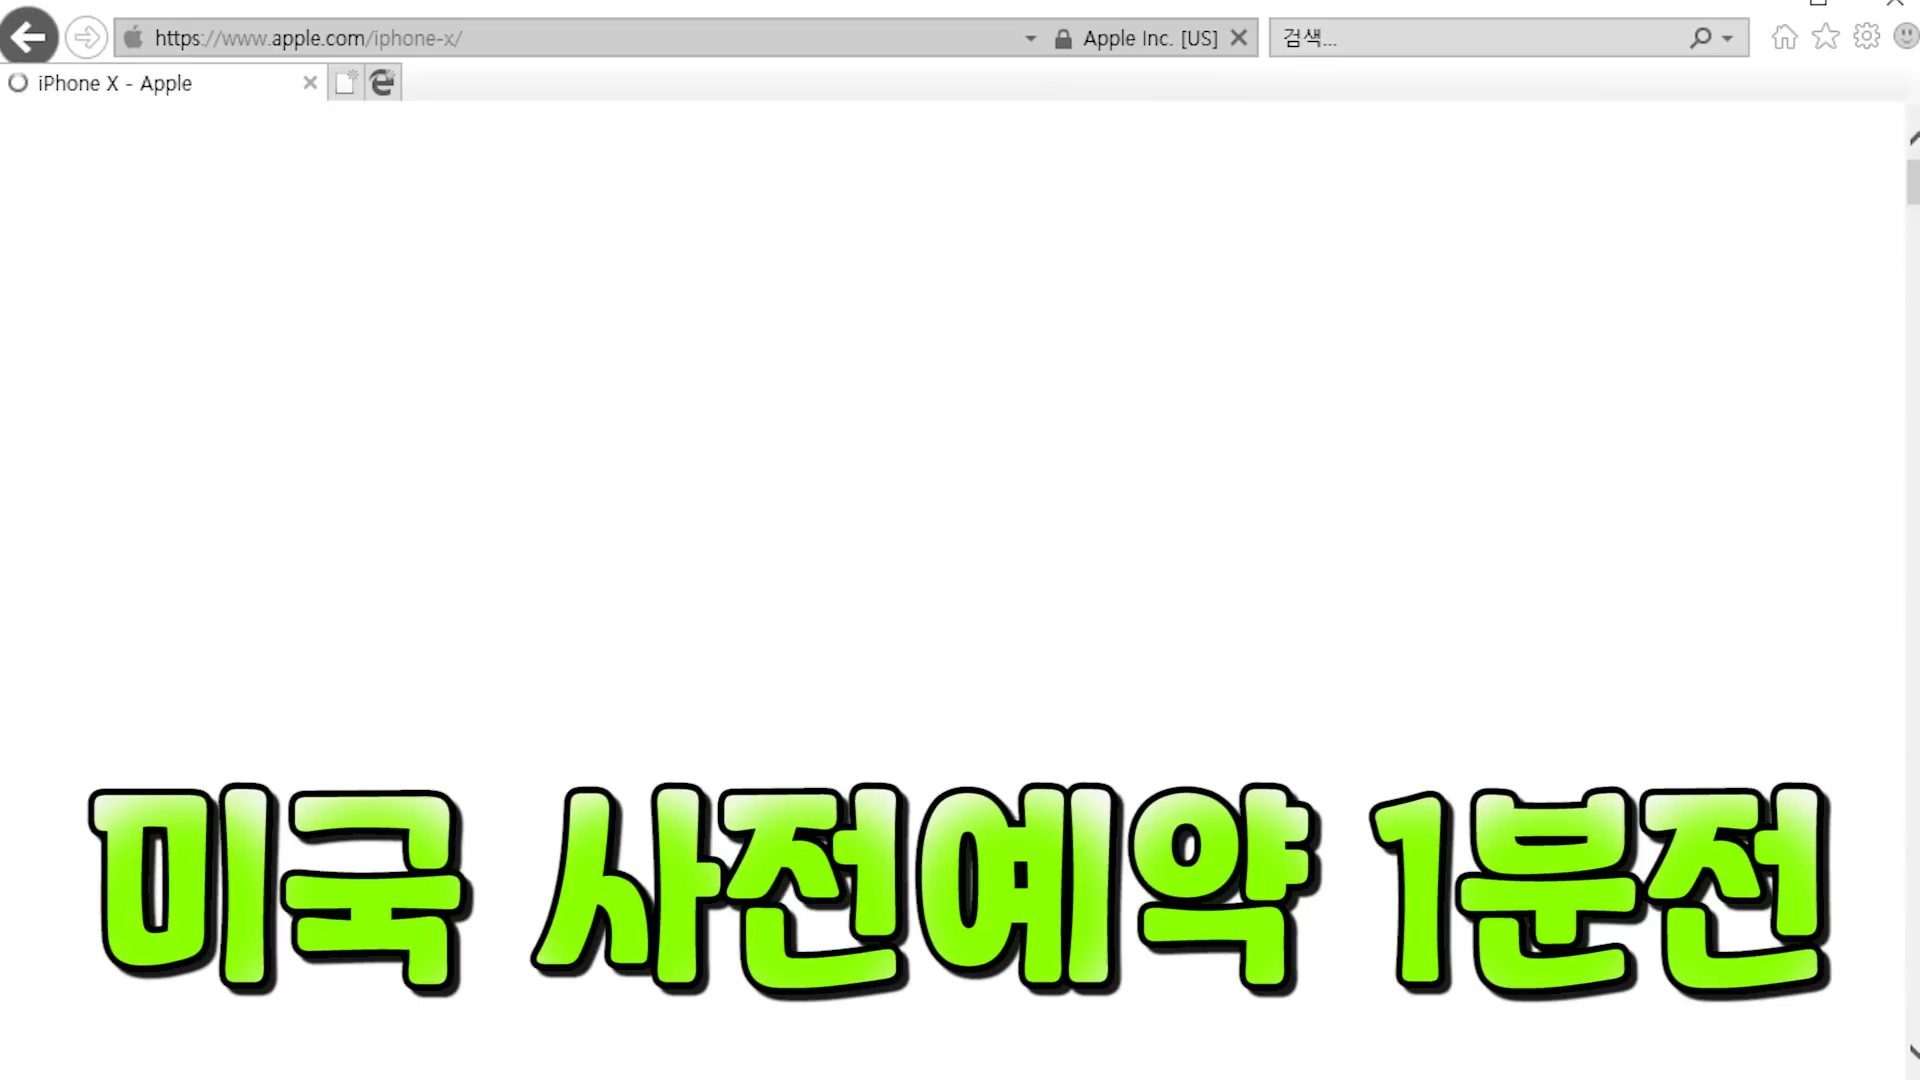 https://www.apple.com/iphone-x/ Apple Inc. [US] 검색...
iPhone X - Apple
미국 사전예약 1분전